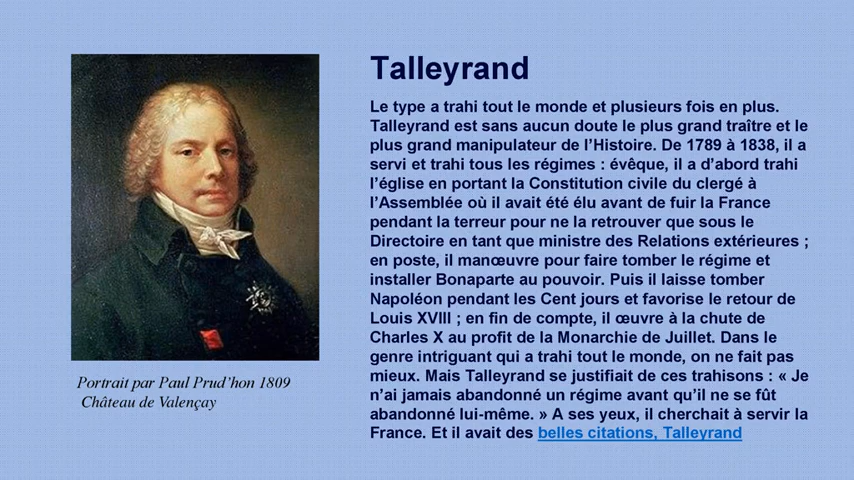 Talleyrand
Le type a trahi tout le monde et plusieurs fois en plus.
Talleyrand est sans aucun doute le plus grand traître et le
plus grand manipulateur de l’Histoire. De 1789 à 1838, il a
servi et trahi tous les régimes : évêque, il a d’abord trahi
l’église en portant la Constitution civile du clergé à
l’Assemblée où il avait été élu avant de fuir la France
pendant la terreur pour ne la retrouver que sous le
Directoire en tant que ministre des Relations extérieures ;
en poste, il manœuvre pour faire tomber le régime et
installer Bonaparte au pouvoir. Puis il laisse tomber
Napoléon pendant les Cent jours et favorise le retour de
Louis XVIII ; en fin de compte, il œuvre à la chute de
Charles X au profit de la Monarchie de Juillet. Dans le
genre intriguant qui a trahi tout le monde, on ne fait pas
mieux. Mais Talleyrand se justifiait de ces trahisons : « Je
n’ai jamais abandonné un régime avant qu’il ne se fût
abandonné lui-même. » A ses yeux, il cherchait à servir la
France. Et il avait des belles citations, Talleyrand
Portrait par Paul Prud’hon 1809
Château de Valençay